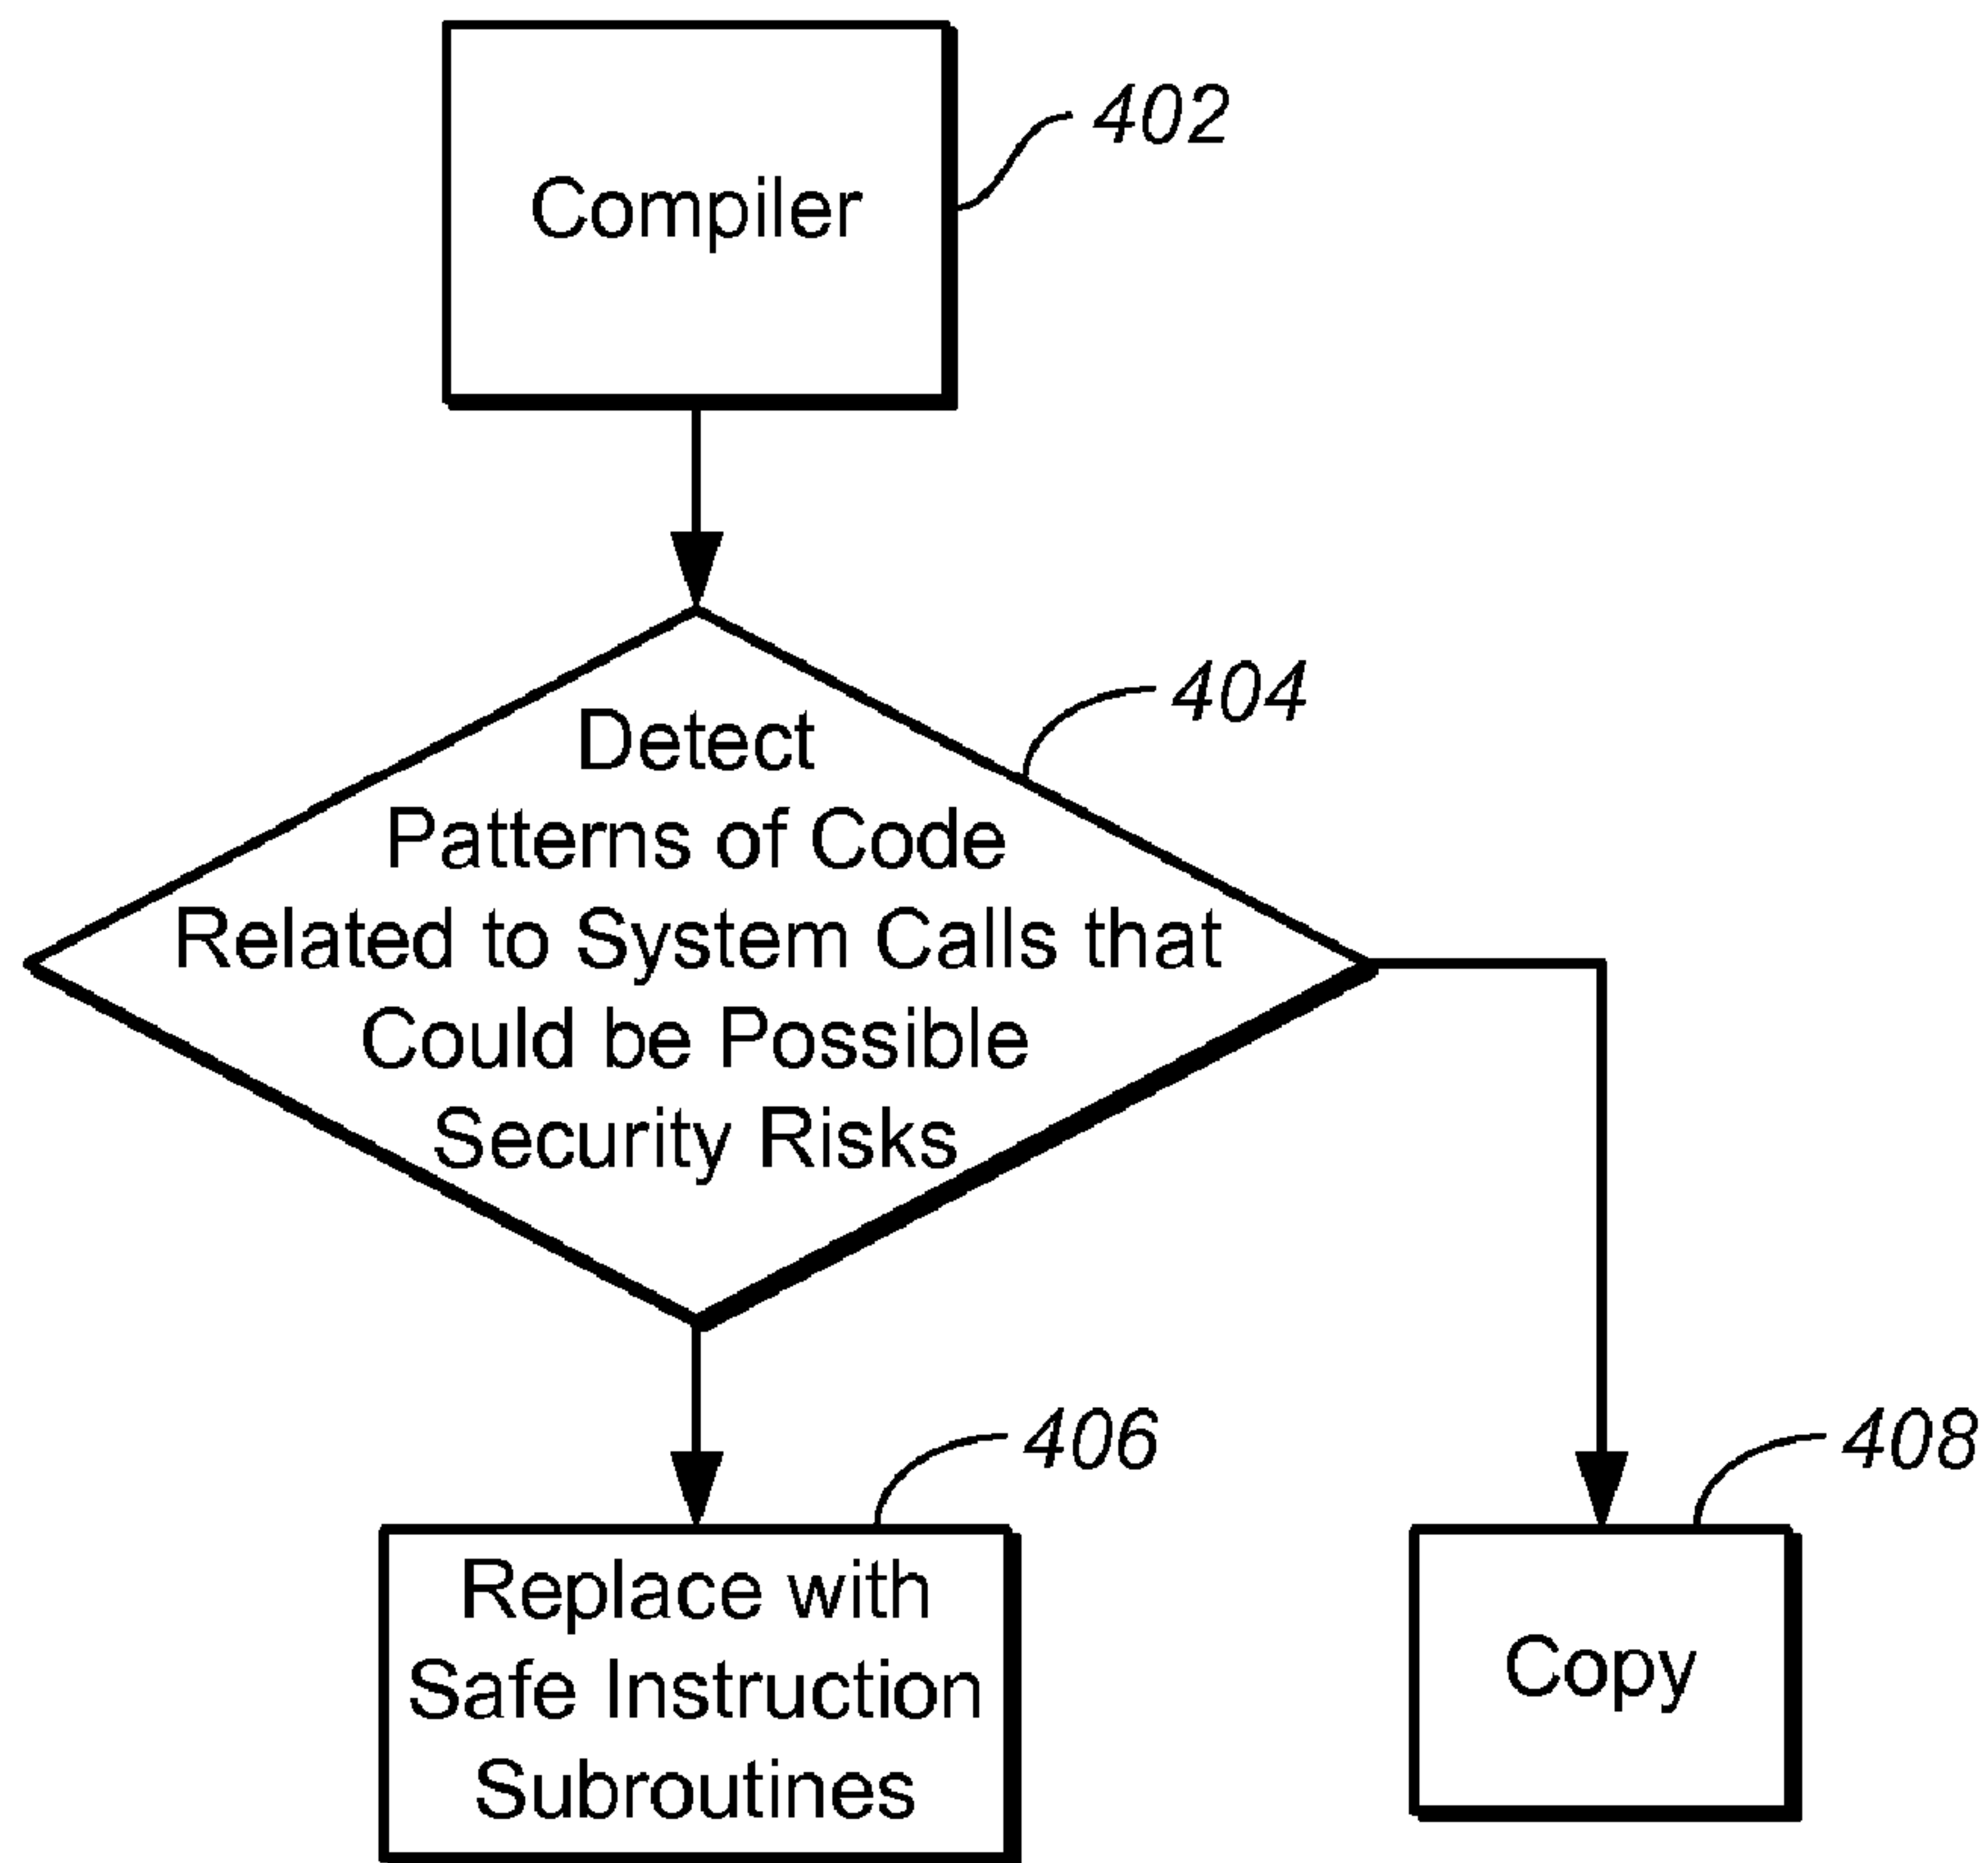 402
Compiler
404
Detect
Patterns of Code
Related to System Calls that
Could be Possible
Security Risks
406
408
Replace with
Safe Instruction
Subroutines
Copy